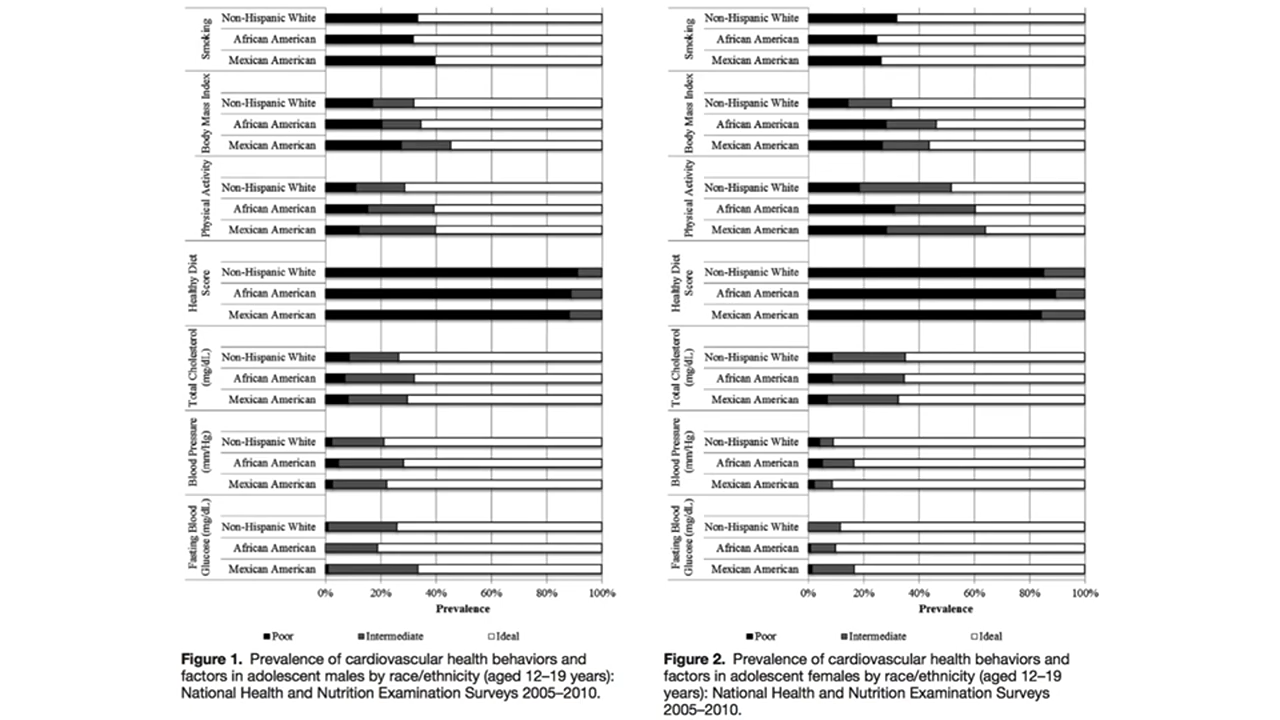 Smoking
Non-Hispanic White
African American
Mexican American
Body Mass Index
Non-Hispanic White
African American
Mexican American
Physical Activity
Non-Hispanic White
African American
Mexican American
Healthy Diet
Score
Non-Hispanic White
African American
Mexican American
Total Cholesterol
(mg/dL)
Non-Hispanic White
African American
Mexican American
Blood Pressure
(mm/Hg)
Non-Hispanic White
African American
Mexican American
Fasting Blood
Glucose (mg/dL)
Non-Hispanic White
African American
Mexican American
0% 20% 40% 60% 80% 100%
Prevalence
Poor Intermediate Ideal
Figure 1. Prevalence of cardiovascular health behaviors and
factors in adolescent males by race/ethnicity (aged 12–19 years):
National Health and Nutrition Examination Surveys 2005–2010.
Smoking
Non-Hispanic White
African American
Mexican American
Body Mass Index
Non-Hispanic White
African American
Mexican American
Physical Activity
Non-Hispanic White
African American
Mexican American
Healthy Diet
Score
Non-Hispanic White
African American
Mexican American
Total Cholesterol
(mg/dL)
Non-Hispanic White
African American
Mexican American
Blood Pressure
(mm/Hg)
Non-Hispanic White
African American
Mexican American
Fasting Blood
Glucose (mg/dL)
Non-Hispanic White
African American
Mexican American
0% 20% 40% 60% 80% 100%
Prevalence
Poor Intermediate Ideal
Figure 2. Prevalence of cardiovascular health behaviors and
factors in adolescent females by race/ethnicity (aged 12–19
years): National Health and Nutrition Examination Surveys
2005–2010.